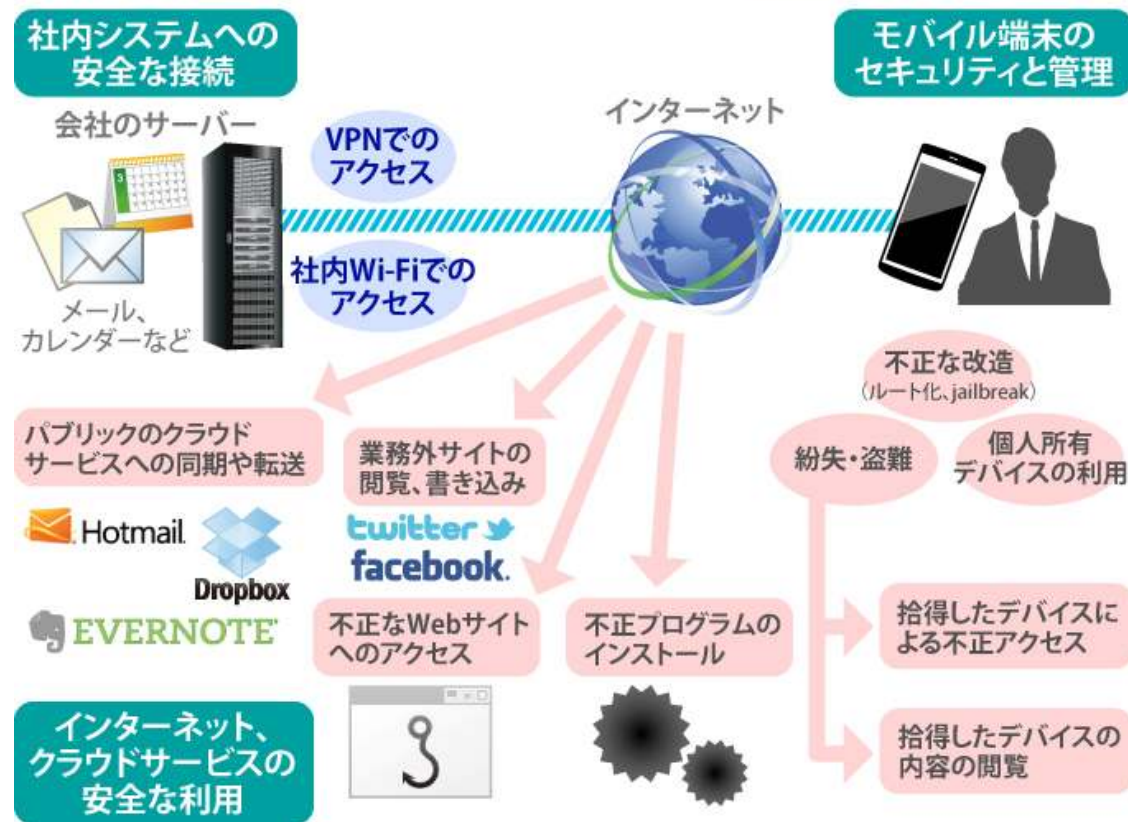 社内システムへの
安全な接続
モバイル端末の
セキュリティと管理
会社のサーバー
インターネット
VPNでの
アクセス
3
社内Wi-Fiでの
アクセス
メール、
カレンダーなど
不正な改造
(ルート化、jailbreak)
パブリックのクラウド
サービスへの同期や転送
業務外サイトの
閲覧、書き込み
紛失・盗難
個人所有
デバイスの利用
Hotmail
Dropbox
EVERNOTE
twitter
facebook.
不正なWebサイト
へのアクセス
不正プログラムの
インストール
拾得したデバイスに
よる不正アクセス
インターネット、
クラウドサービスの
安全な利用
拾得したデバイスの
内容の閲覧